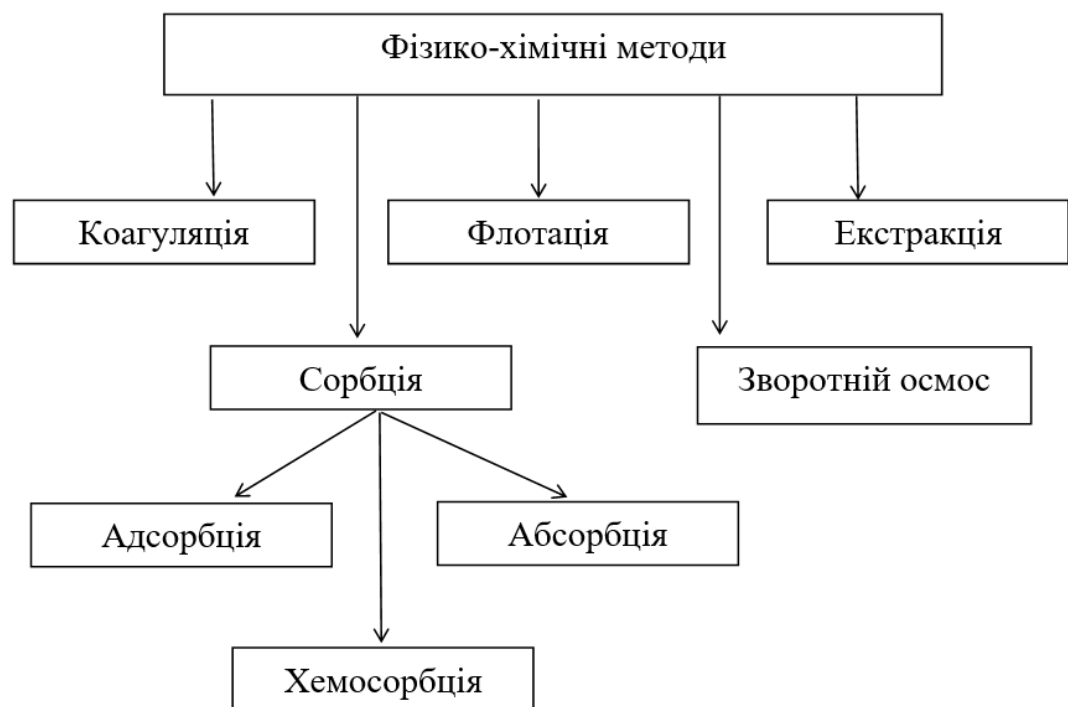 Фізико-хімічні методи
Коагуляція
Флотація
Екстракція
Сорбція
Зворотній осмос
Адсорбція
Абсорбція
Хемосорбція